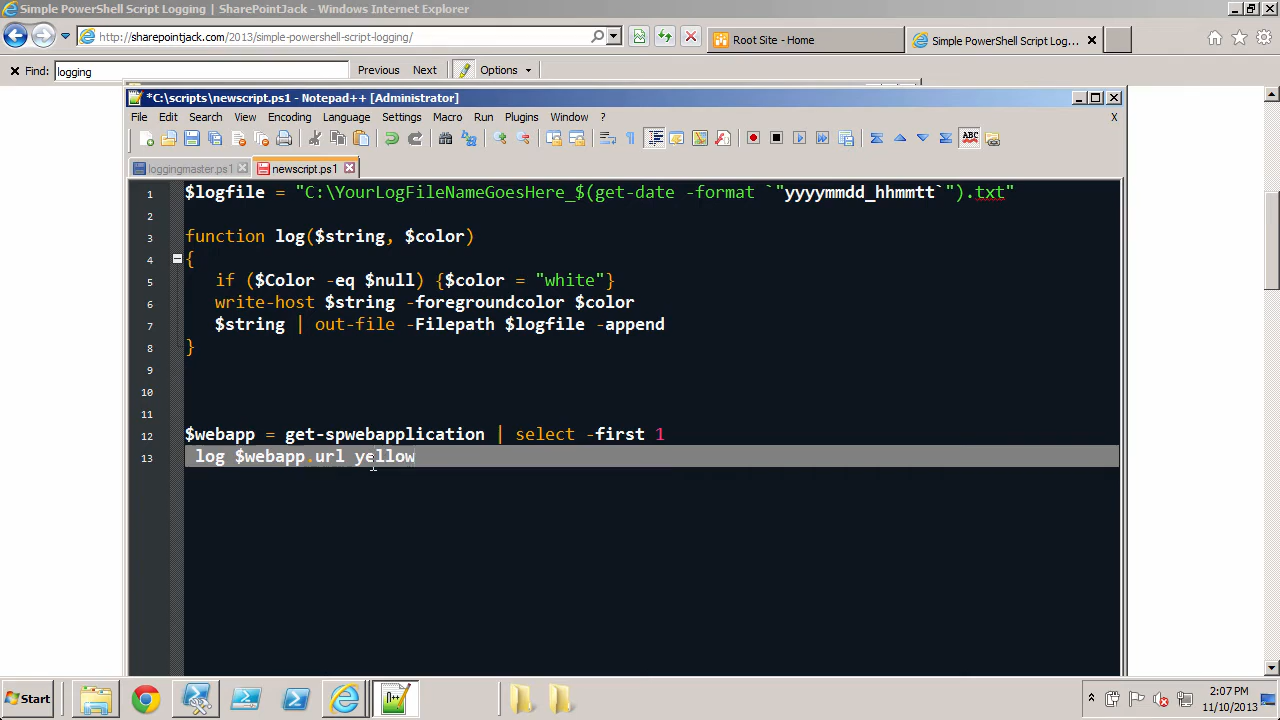 Simple PowerShell Script Logging | SharePointJack - Windows Internet Explorer
http://sharepointjack.com/2013/simple-powershell-script-logging/
Root Site - Home
Simple PowerShell Script Log...
Find: logging
Previous Next Options
*C:\scripts\newscript.ps1 - Notepad++ [Administrator]
File Edit Search View Encoding Language Settings Macro Run Plugins Window ? X
loggingmaster.ps1 newscript.ps1
1 $logfile = "C:\YourLogFileNameGoesHere_$(get-date -format `"yyyymmdd_hhmmtt`").txt"
2
3 function log($string, $color)
4 {
5 if ($Color -eq $null) {$color = "white"}
6 write-host $string -foregroundcolor $color
7 $string | out-file -Filepath $logfile -append
8 }
9
10
11
12 $webapp = get-spwebapplication | select -first 1
13 log $webapp.url yellow
Start
2:07 PM
11/10/2013